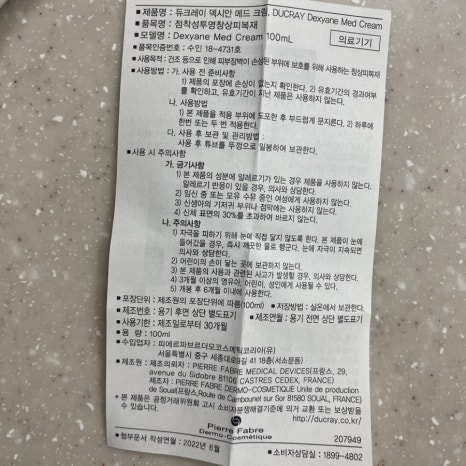 ■ 제품명 : 듀크레이 덱시안 메드 크림, DUCRAY Dexyane Med Cream
■ 품목명 : 점착성투명창상피복재
■ 모델명 : Dexyane Med Cream 100mL
의료기기
■ 품목인증번호 : 수인 18-4731호
■ 사용목적 : 건조 등으로 인해 피부장벽이 손상된 부위에 보호를 위해 사용하는 창상피복재
■ 사용방법 : 가. 사용 전 준비사항
1) 제품의 포장에 손상이 없는지 확인한다. 2) 유효기간의 경과여부
를 확인하고, 유효기간이 지난 제품은 사용하지 않는다.
나. 사용방법
1) 본 제품을 적용 부위에 도포한 후 부드럽게 문지른다. 2) 하루에
한번 또는 두 번 적용한다.
다. 사용 후 보관 및 관리방법 :
사용 후 튜브를 뚜껑으로 밀봉하여 보관한다.
■ 사용 시 주의사항
가. 금기사항
1) 본 제품의 성분에 알레르기가 있는 경우 제품을 사용하지 않는다.
알레르기 반응이 있을 경우, 의사와 상담한다.
2) 임신 중 또는 모유 수유 중인 여성에게 사용하지 않는다.
3) 신생아의 기저귀 부위나 점막에는 사용하지 않는다.
4) 신체 표면의 30%를 초과하여 바르지 않는다.
나. 주의사항
1) 자극을 피하기 위해 눈에 직접 닿지 않도록 한다. 본 제품이 눈에
들어갔을 경우, 즉시 깨끗한 물로 헹군다. 눈에 자극이 지속되면
의사와 상담한다.
2) 어린이의 손이 닿는 곳에 보관하지 않는다.
3) 본 제품의 사용과 관련된 사고가 발생할 경우, 의사와 상담한다.
4) 3개월 이상의 영유아, 어린이, 성인에게 사용할 수 있다.
5) 개봉 후 6개월 이내에 사용한다.
■ 포장단위 : 제조원의 포장단위에 따름(100ml) ■ 저장방법 : 실온에서 보관한다.
■ 제조번호 : 용기 후면 상단 별도표기 ■ 제조연월 : 용기 전면 상단 별도표기
■ 사용기한 : 제조일로부터 30개월
■ 용 량 : 100ml
■ 수입업자 : 피에르파브르더모코스메틱코리아(유)
서울특별시 중구 세종대로9길 41 18층(서소문동)
■ 제조원 : 제조의뢰자 : PIERRE FABRE MEDICAL DEVICES(프랑스, 29,
avenue du Sidobre 81106 CASTRES CEDEX, FRANCE)
제조자 : PIERRE FABRE DERMO-COSMETIQUE Unite de production
de Soual(프랑스,Route de Cambounet sur Sor 81580 SOUAL, FRANCE)
* 본 제품은 공정거래위원회 고시 소비자분쟁해결기준에 의거 교환 또는 보상받을
수 있습니다. http://ducray.co.kr/
Pierre Fabre
Dermo-Cosmétique
207949
■ 첨부문서 작성연월 : 2022년 6월 ■ 소비자상담실 : 1899-4802